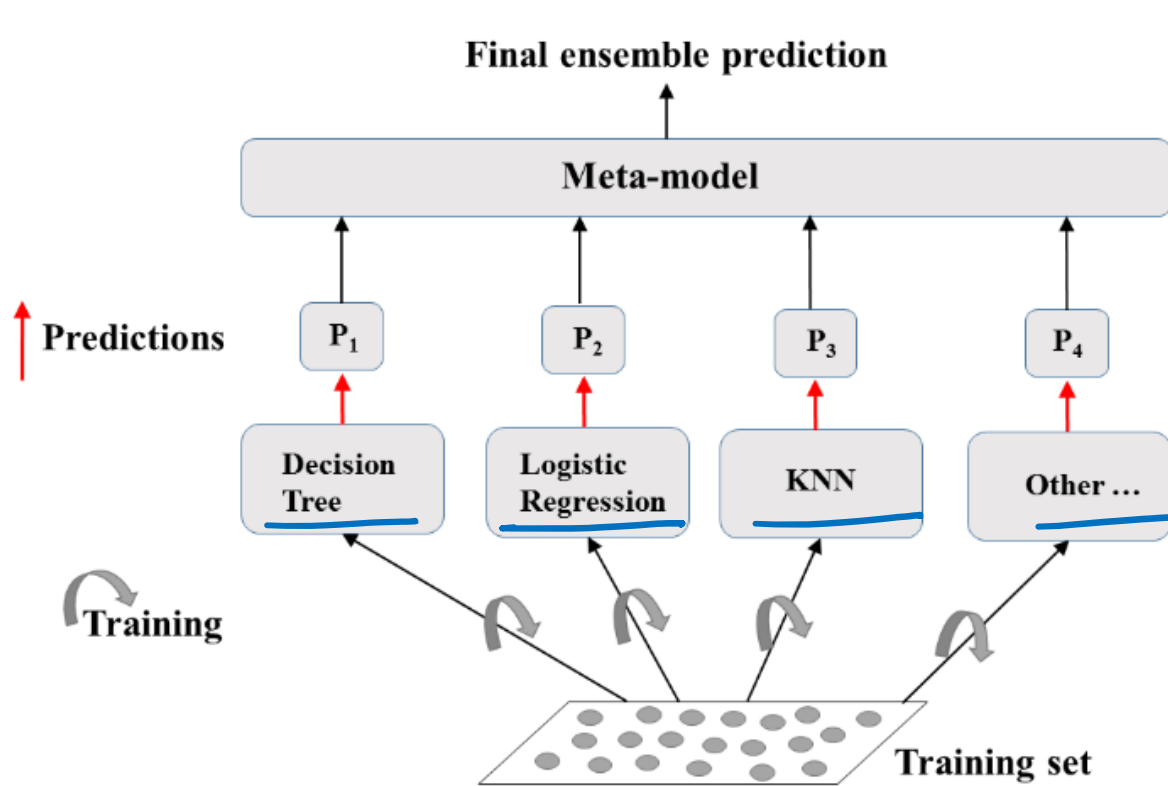 Final ensemble prediction
Meta-model
Predictions
P₁
P₂
P₃
P₄
Decision
Tree
Logistic
Regression
KNN
Other ...
Training
Training set